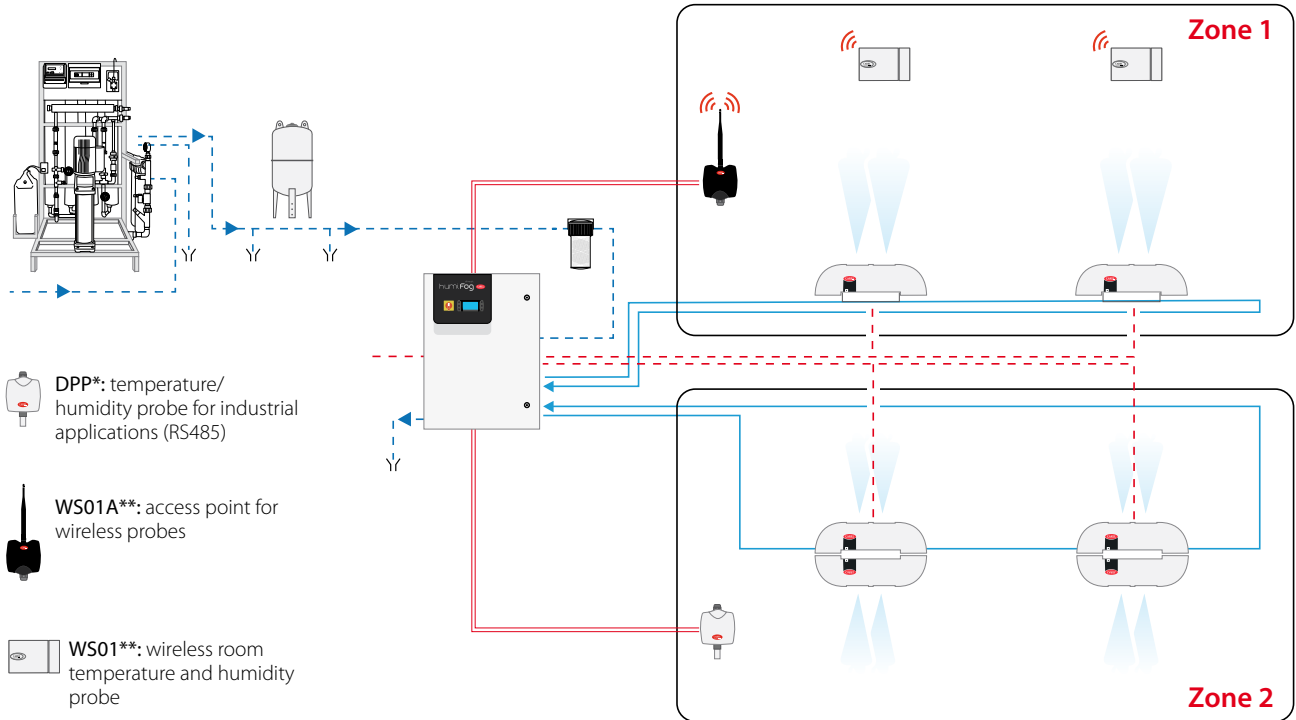 Zone 1
humiFog
DPP*: temperature/
humidity probe for industrial
applications (RS485)
WS01A**: access point for
wireless probes
WS01**: wireless room
temperature and humidity
probe
Zone 2